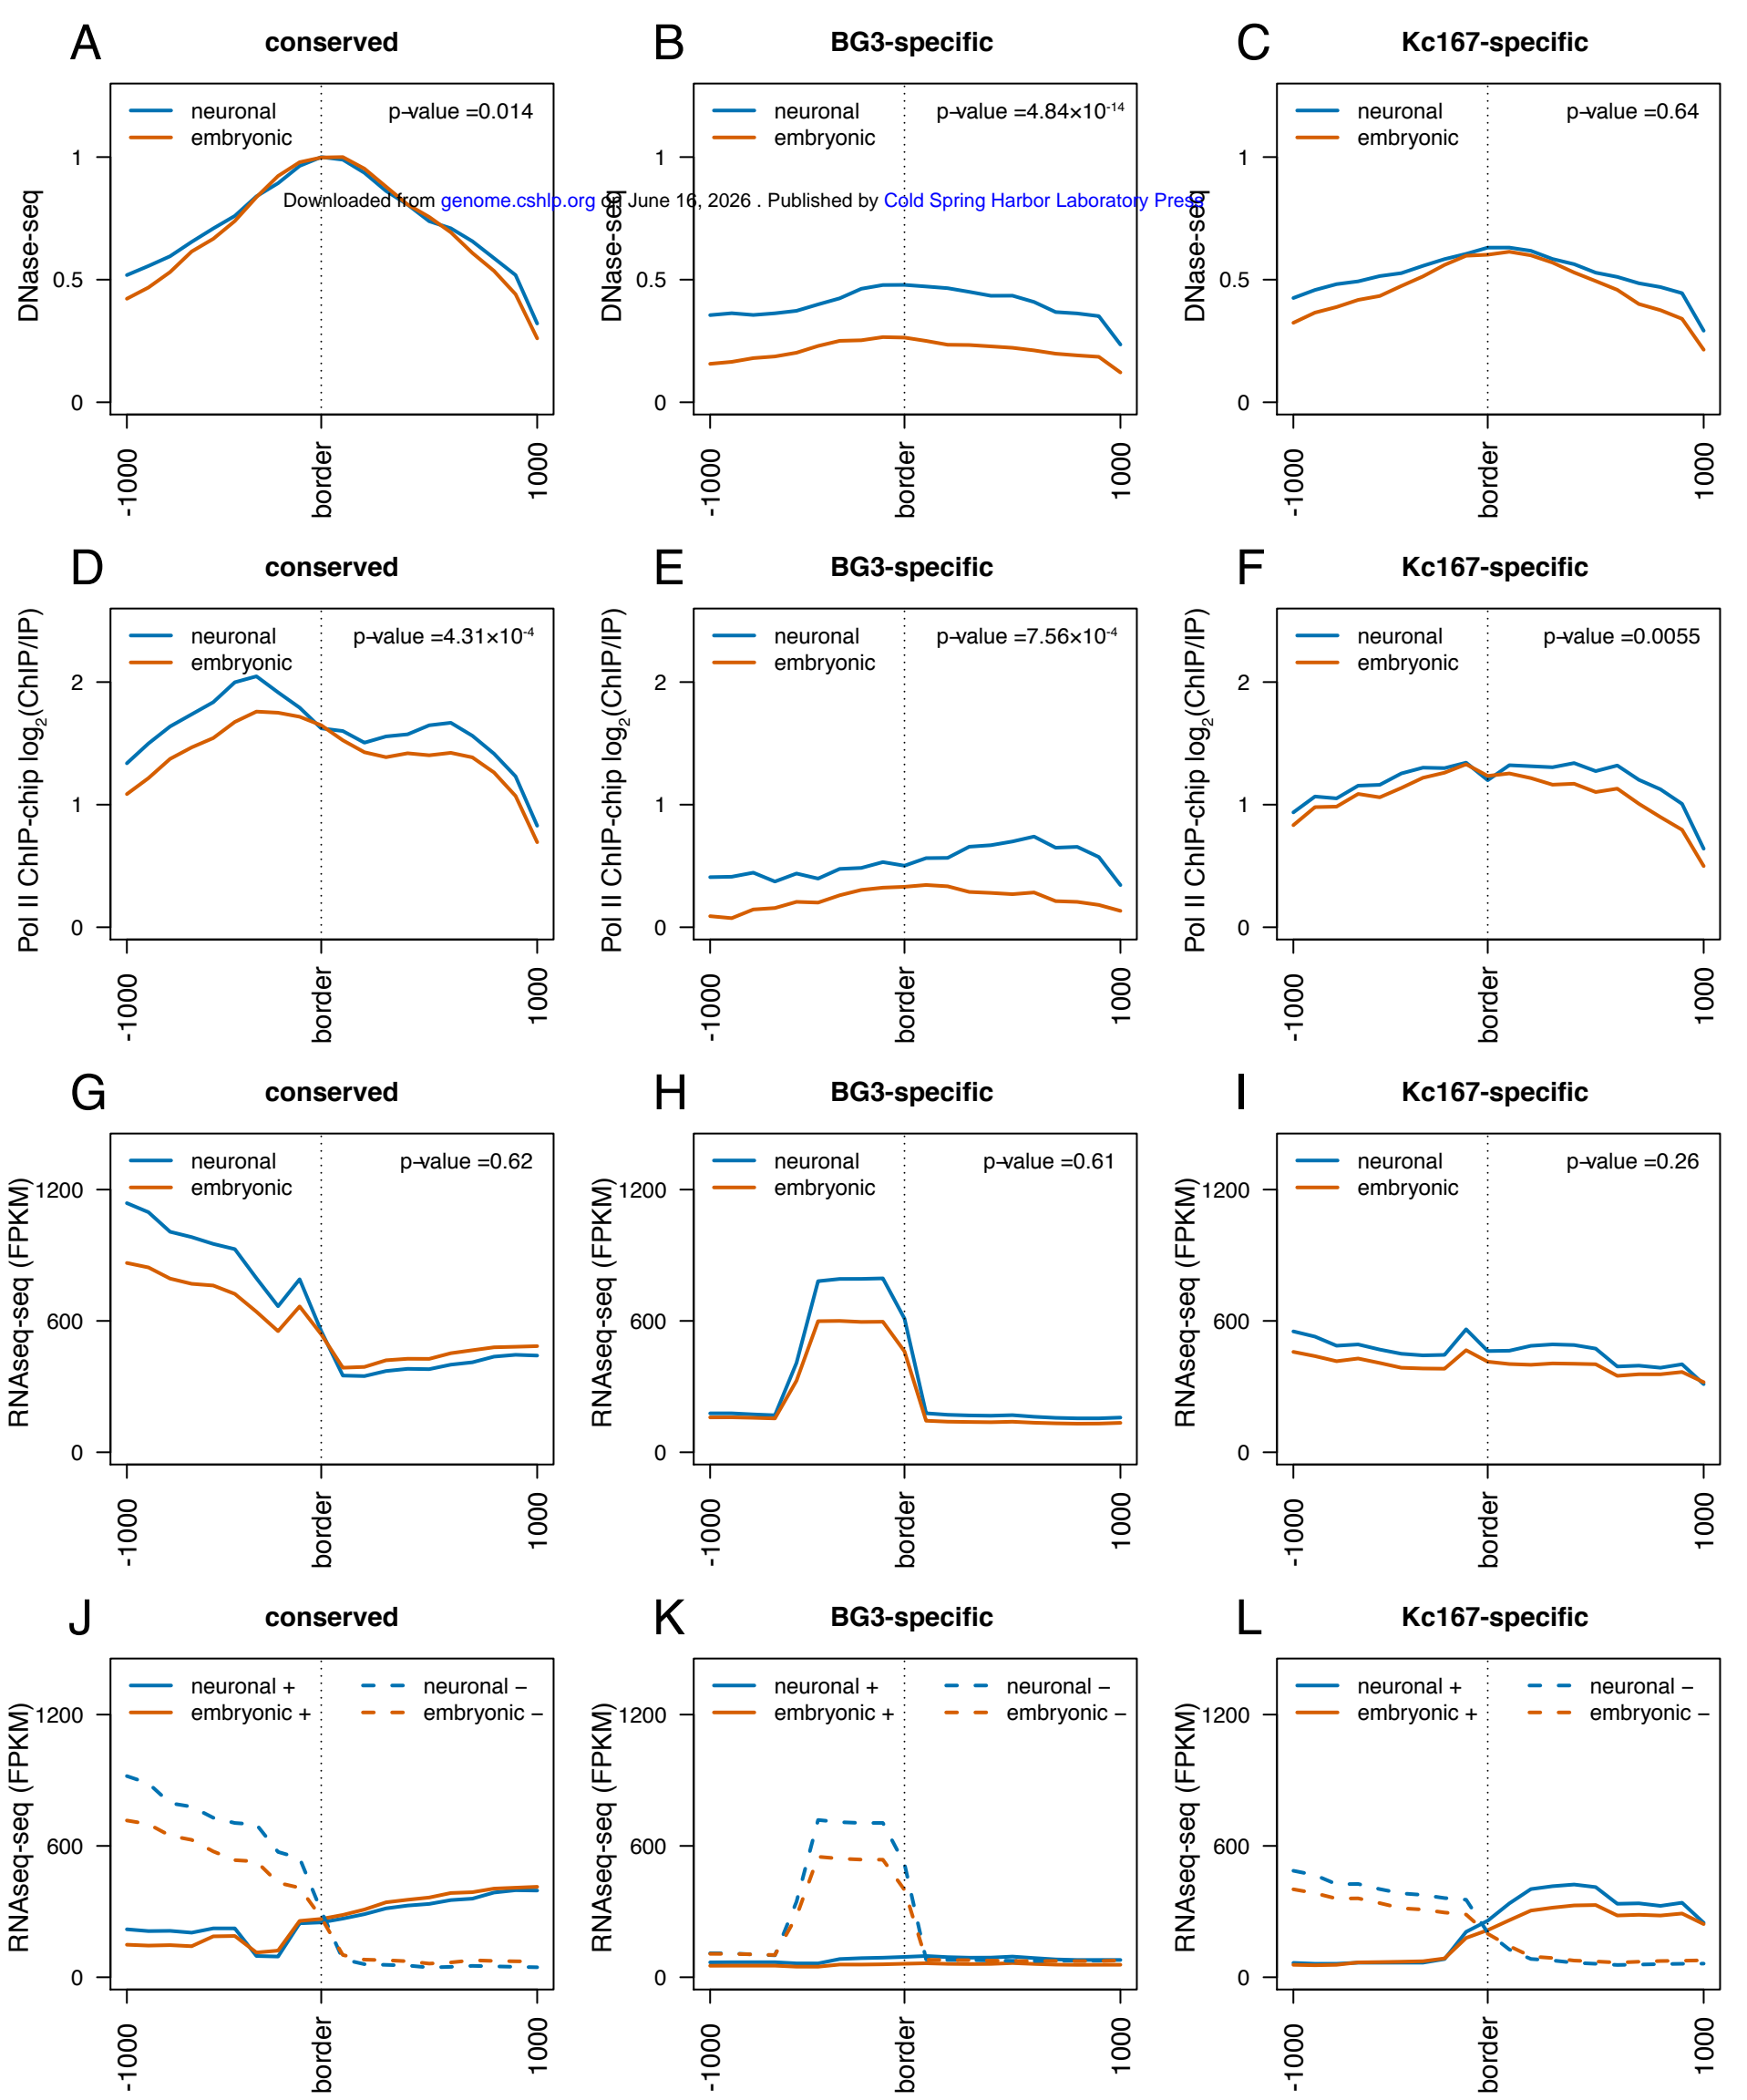 A conserved
neuronal
embryonic
p-value =0.014
DNase-seq
1
0.5
0
-1000
border
1000
B BG3-specific
neuronal
embryonic
p-value =4.84×10-14
DNase-seq
1
0.5
0
-1000
border
1000
C Kc167-specific
neuronal
embryonic
p-value =0.64
DNase-seq
1
0.5
0
-1000
border
1000
Downloaded from genome.cshlp.org on June 16, 2026 . Published by Cold Spring Harbor Laboratory Press
D conserved
neuronal
embryonic
p-value =4.31×10-4
Pol II ChIP-chip log2(ChIP/IP)
2
1
0
-1000
border
1000
E BG3-specific
neuronal
embryonic
p-value =7.56×10-4
Pol II ChIP-chip log2(ChIP/IP)
2
1
0
-1000
border
1000
F Kc167-specific
neuronal
embryonic
p-value =0.0055
Pol II ChIP-chip log2(ChIP/IP)
2
1
0
-1000
border
1000
G conserved
neuronal
embryonic
p-value =0.62
RNAseq-seq (FPKM)
1200
600
0
-1000
border
1000
H BG3-specific
neuronal
embryonic
p-value =0.61
RNAseq-seq (FPKM)
1200
600
0
-1000
border
1000
I Kc167-specific
neuronal
embryonic
p-value =0.26
RNAseq-seq (FPKM)
1200
600
0
-1000
border
1000
J conserved
neuronal + neuronal −
embryonic + embryonic −
RNAseq-seq (FPKM)
1200
600
0
-1000
border
1000
K BG3-specific
neuronal + neuronal −
embryonic + embryonic −
RNAseq-seq (FPKM)
1200
600
0
-1000
border
1000
L Kc167-specific
neuronal + neuronal −
embryonic + embryonic −
RNAseq-seq (FPKM)
1200
600
0
-1000
border
1000